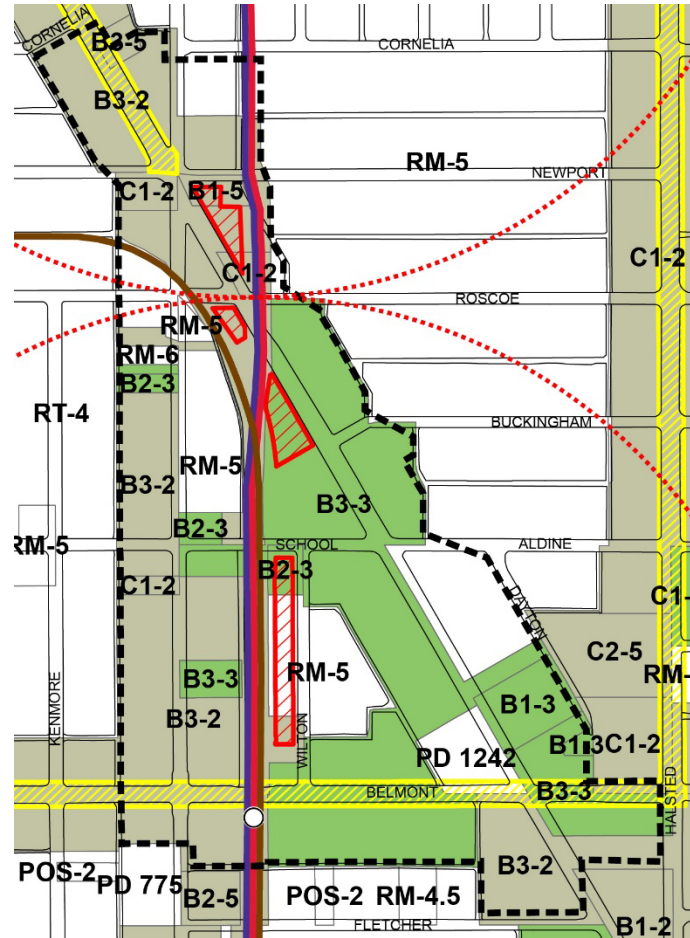 CORNELIA
B3-5
CORNELIA
B3-2
RM-5
NEWPORT
C1-2
B1-5
C1-2
C1-2
ROSCOE
RM-5
RM-6
B2-3
RT-4
BUCKINGHAM
RM-5
B3-2
B3-3
B2-3
RM-5
SCHOOL
ALDINE
B2-3
C1-2
C1-
DAYTON
C2-5
RM-5
RM-
B3-3
B1-3
KENMORE
B3-2
WILTON
B1-3
C1-2
PD 1242
HALSTED
BELMONT
B3-3
B3-2
POS-2
PD 775
B2-5
POS-2
RM-4.5
B1-2
FLETCHER